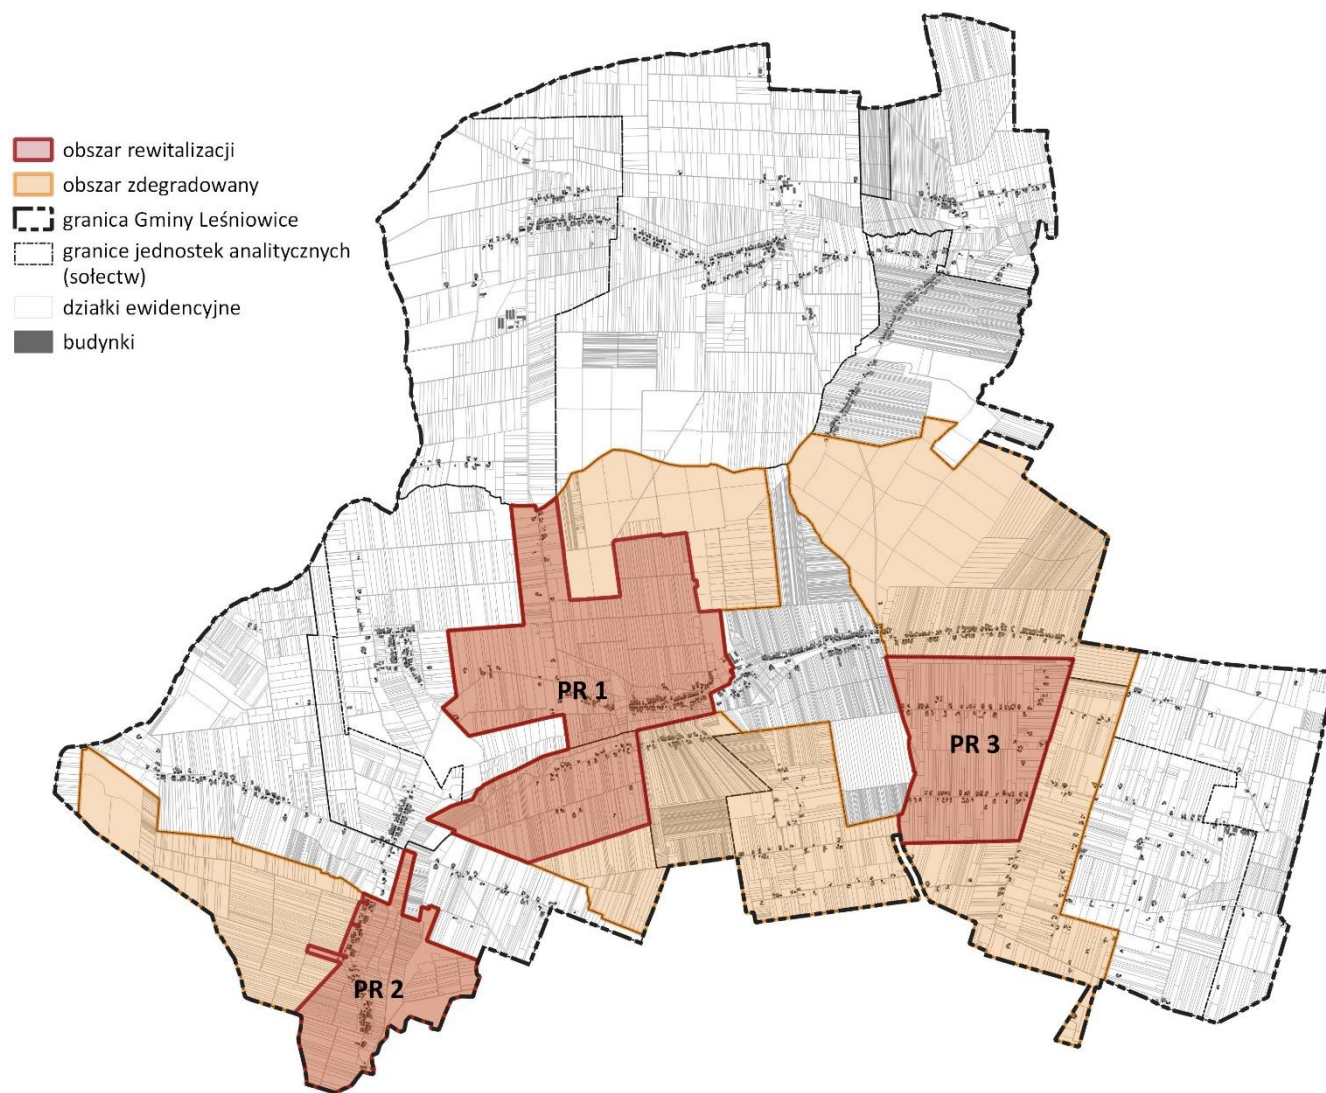 obszar rewitalizacji
obszar zdegradowany
granica Gminy Leśniowice
granice jednostek analitycznych
(sołectw)
działki ewidencyjne
budynki
PR 1
PR 3
PR 2